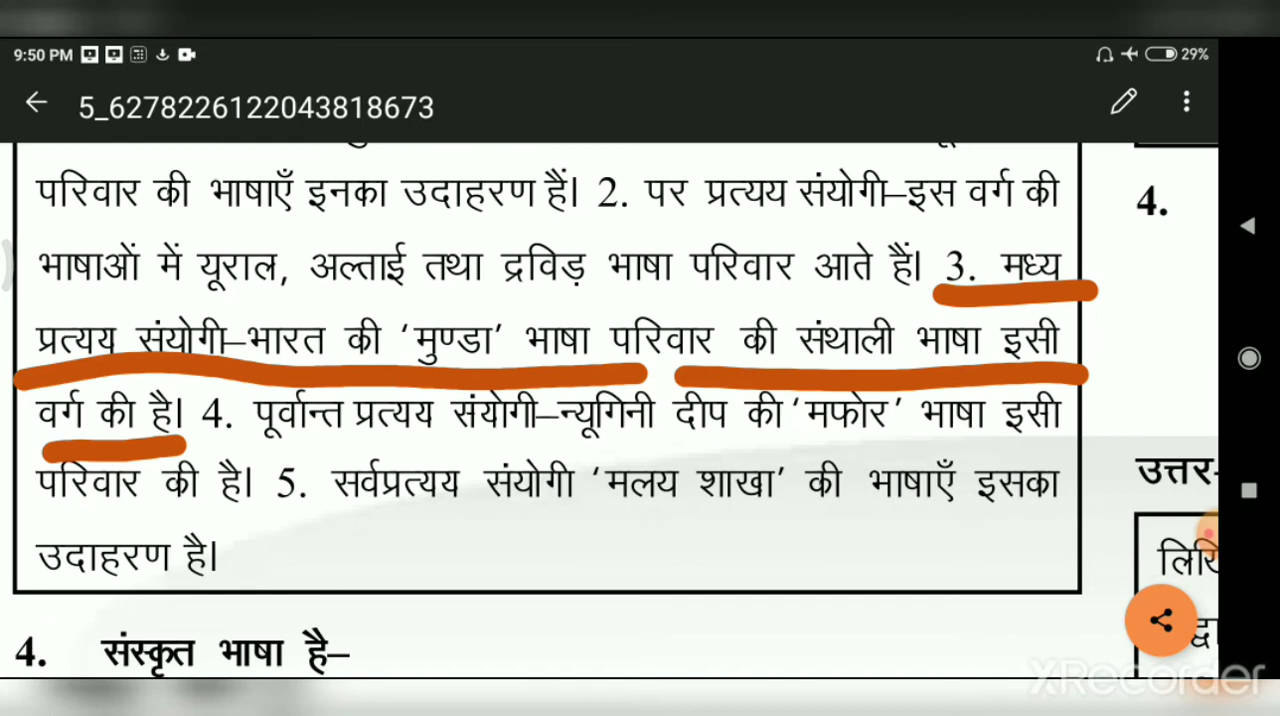 9:50 PM
29%
5_6278226122043818673
परिवार की भाषाएँ इनका उदाहरण हैं। 2. पर प्रत्यय संयोगी–इस वर्ग की
भाषाओं में यूराल, अल्ताई तथा द्रविड़ भाषा परिवार आते हैं। 3. मध्य
प्रत्यय संयोगी–भारत की ‘मुण्डा’ भाषा परिवार की संथाली भाषा इसी
वर्ग की है। 4. पूर्वान्त प्रत्यय संयोगी–न्यूगिनी दीप की ‘मफोर’ भाषा इसी
परिवार की है। 5. सर्वप्रत्यय संयोगी ‘मलय शाखा’ की भाषाएँ इसका
उदाहरण है।
4. संस्कृत भाषा है–
4.
उत्तर-
XRecorder